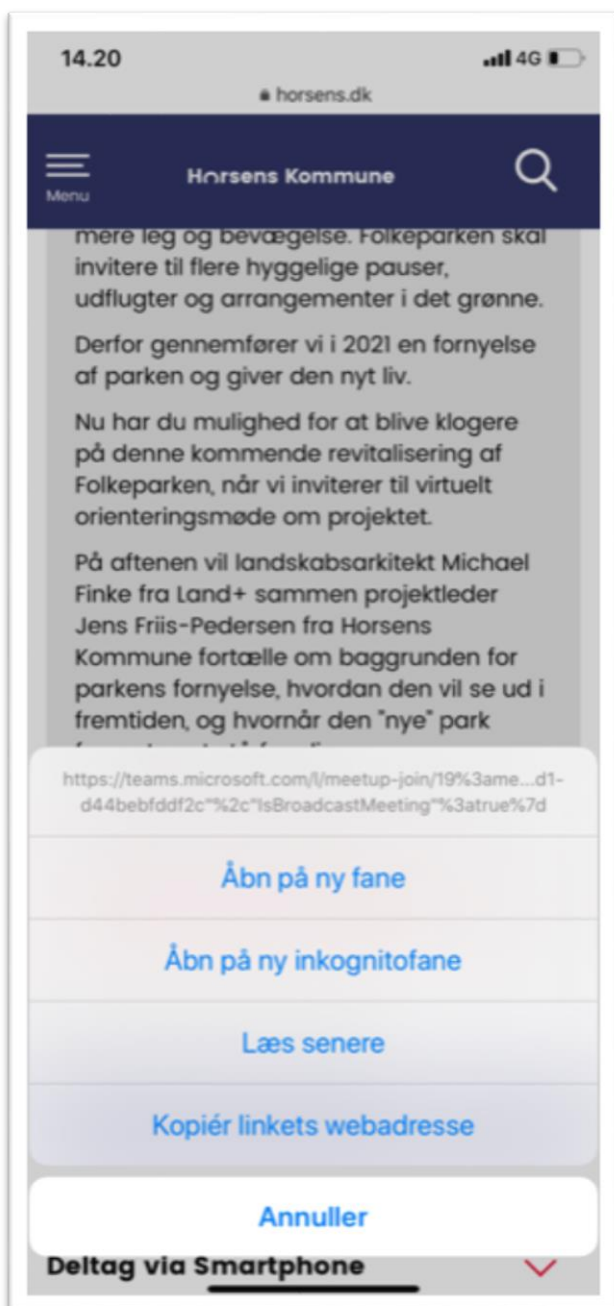 14.20
4G
horsens.dk
Menu
Horsens Kommune
mere leg og bevægelse. Folkeparken skal
invitere til flere hyggelige pauser,
udflugter og arrangementer i det grønne.
Derfor gennemfører vi i 2021 en fornyelse
af parken og giver den nyt liv.
Nu har du mulighed for at blive klogere
på denne kommende revitalisering af
Folkeparken, når vi inviterer til virtuelt
orienteringsmøde om projektet.
På aftenen vil landskabsarkitekt Michael
Finke fra Land+ sammen projektleder
Jens Friis-Pedersen fra Horsens
Kommune fortælle om baggrunden for
parkens fornyelse, hvordan den vil se ud i
fremtiden, og hvornår den "nye" park
https://teams.microsoft.com/l/meetup-join/19%3ame...d1-
d44bebfddf2c"%2c"IsBroadcastMeeting"%3atrue%7d
Åbn på ny fane
Åbn på ny inkognitofane
Læs senere
Kopiér linkets webadresse
Annuller
Deltag via Smartphone